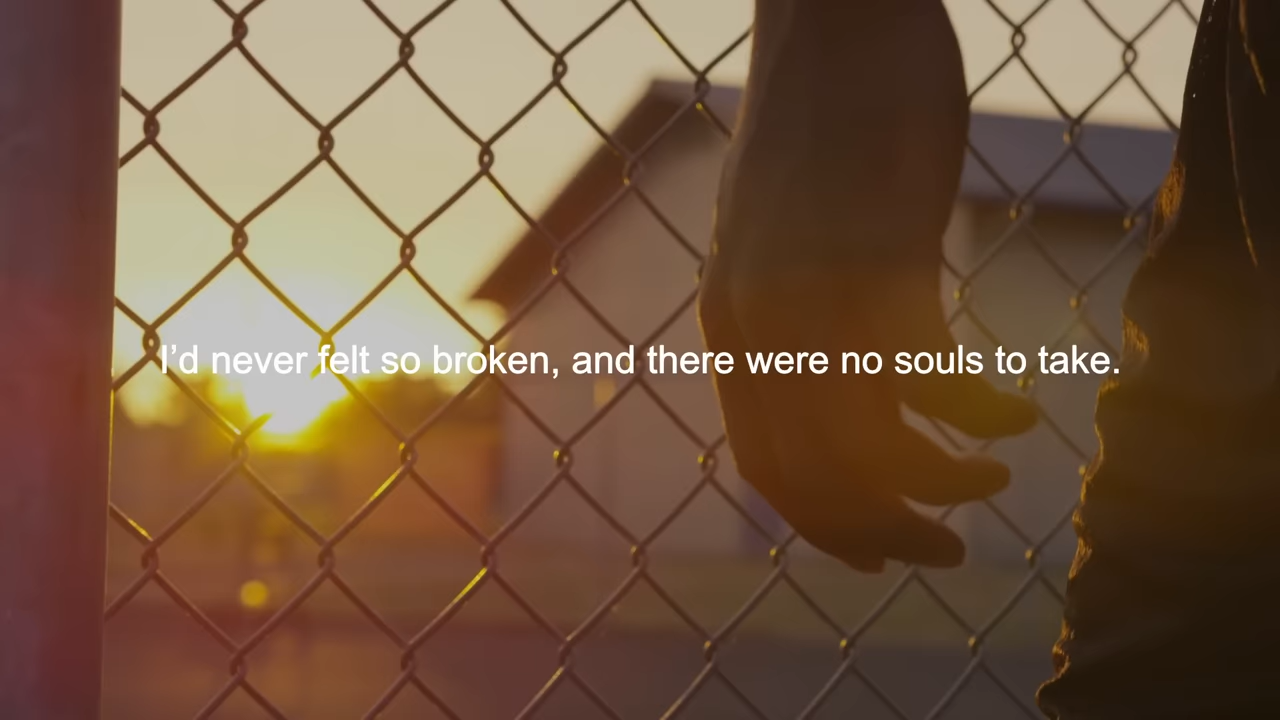 I’d never felt so broken, and there were no souls to take.